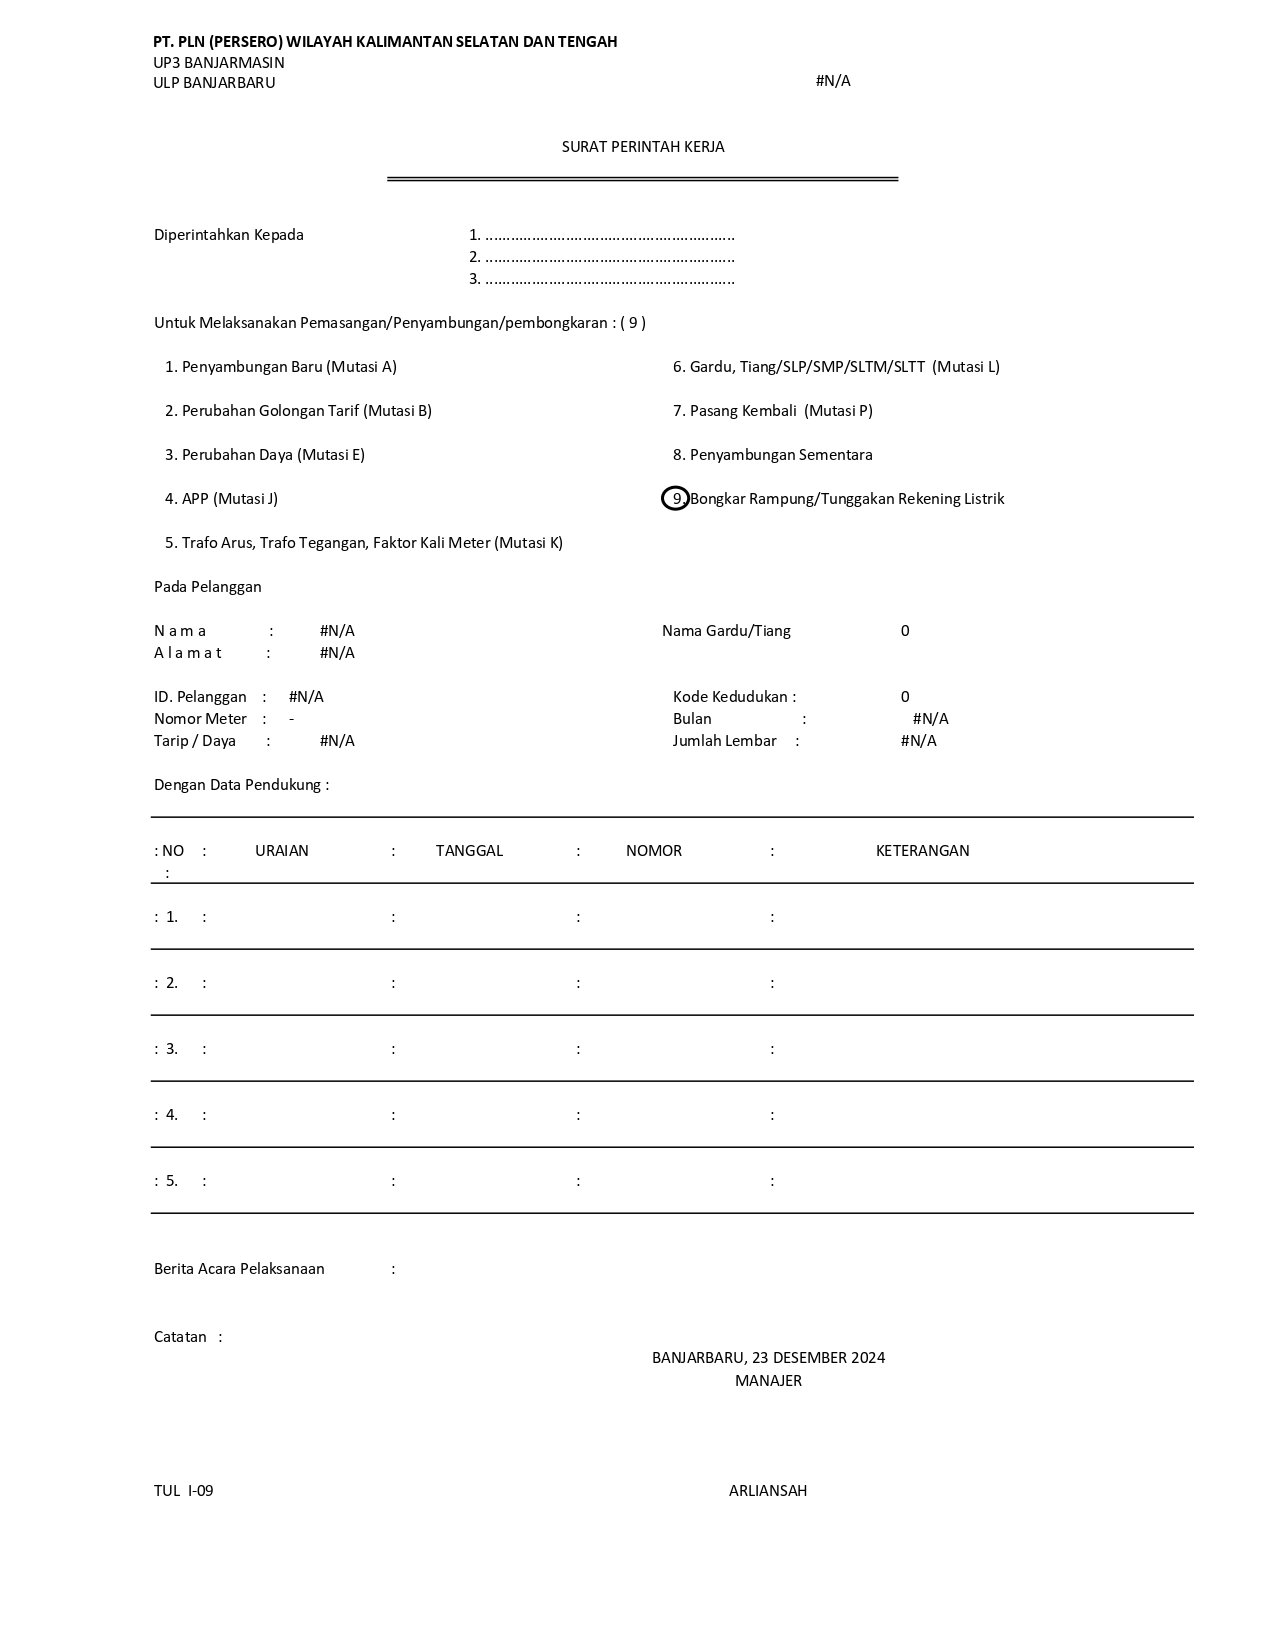 PT. PLN (PERSERO) WILAYAH KALIMANTAN SELATAN DAN TENGAH
UP3 BANJARMASIN
ULP BANJARBARU #N/A
SURAT PERINTAH KERJA
Diperintahkan Kepada 1. ...........................................................
2. ...........................................................
3. ...........................................................
Untuk Melaksanakan Pemasangan/Penyambungan/pembongkaran : ( 9 )
1. Penyambungan Baru (Mutasi A) 6. Gardu, Tiang/SLP/SMP/SLTM/SLTT (Mutasi L)
2. Perubahan Golongan Tarif (Mutasi B) 7. Pasang Kembali (Mutasi P)
3. Perubahan Daya (Mutasi E) 8. Penyambungan Sementara
4. APP (Mutasi J) 9. Bongkar Rampung/Tunggakan Rekening Listrik
5. Trafo Arus, Trafo Tegangan, Faktor Kali Meter (Mutasi K)
Pada Pelanggan
N a m a : #N/A Nama Gardu/Tiang 0
A l a m a t : #N/A
ID. Pelanggan : #N/A Kode Kedudukan : 0
Nomor Meter : - Bulan : #N/A
Tarip / Daya : #N/A Jumlah Lembar : #N/A
Dengan Data Pendukung :
: NO : URAIAN : TANGGAL : NOMOR : KETERANGAN
:
: 1. : : : :
: 2. : : : :
: 3. : : : :
: 4. : : : :
: 5. : : : :
Berita Acara Pelaksanaan :
Catatan :
BANJARBARU, 23 DESEMBER 2024
MANAJER
TUL I-09 ARLIANSAH